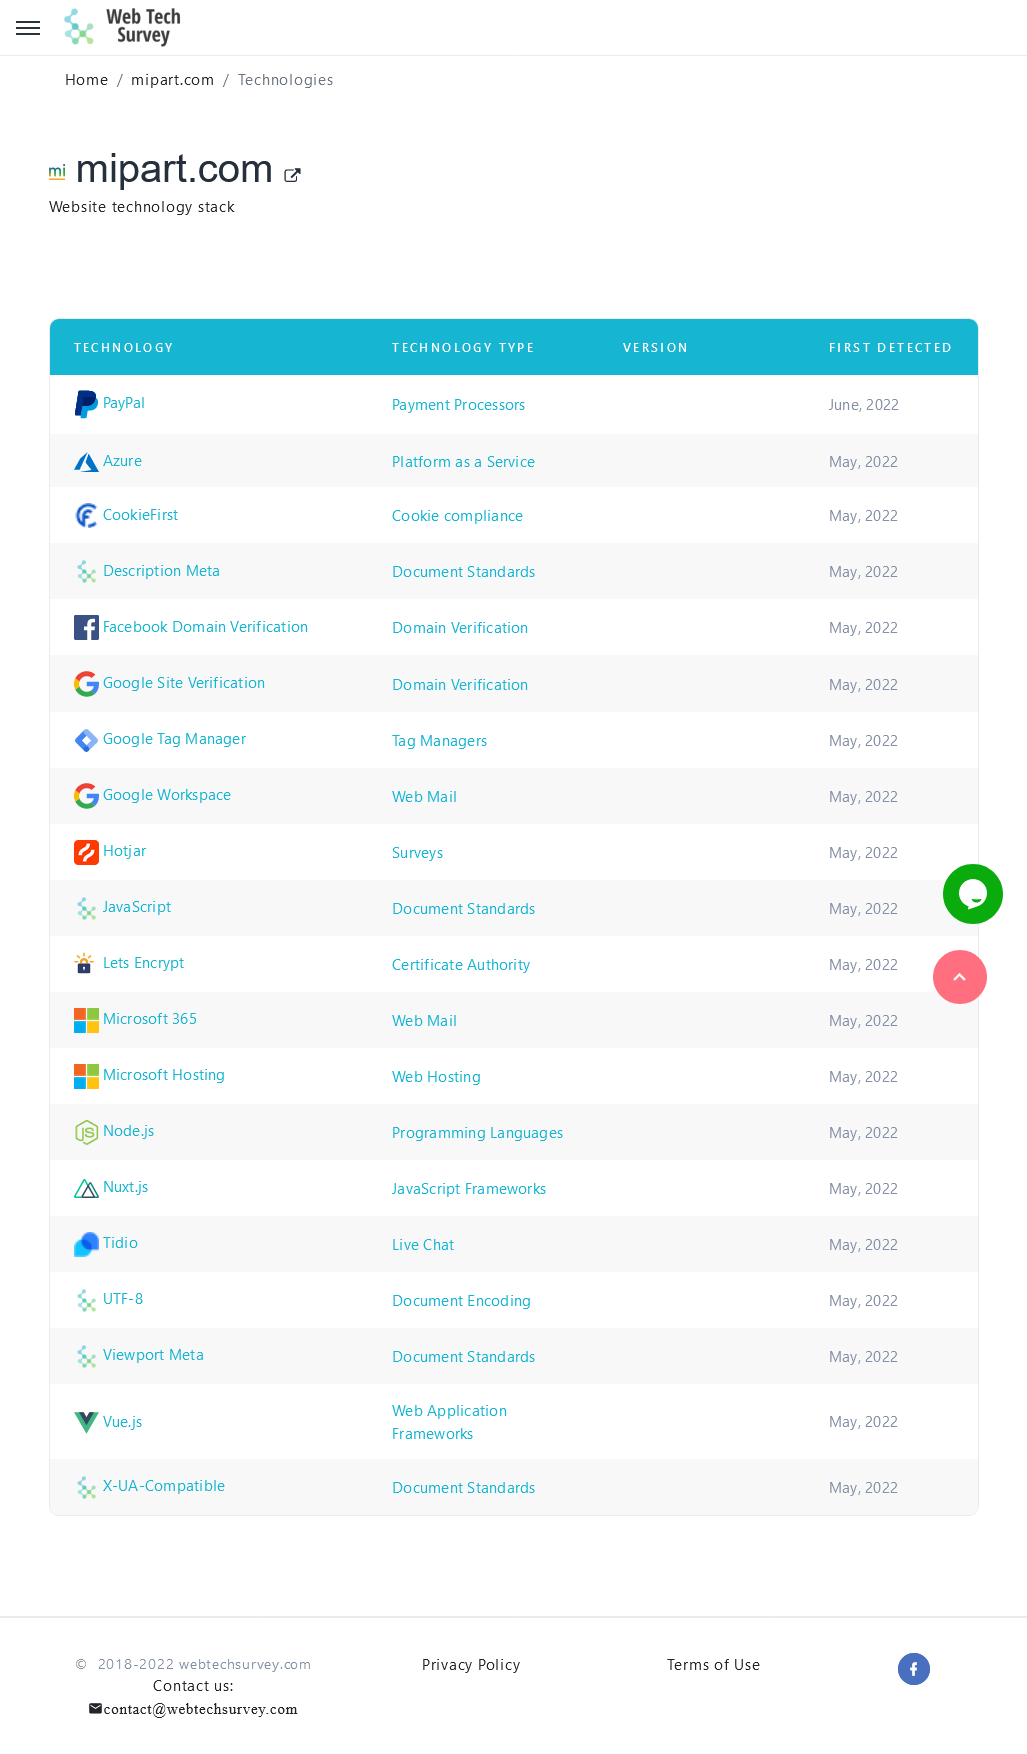 Web Tech
Survey
Home / mipart.com / Technologies
mi mipart.com
Website technology stack
TECHNOLOGY TECHNOLOGY TYPE VERSION FIRST DETECTED
PayPal Payment Processors June, 2022
Azure Platform as a Service May, 2022
CookieFirst Cookie compliance May, 2022
Description Meta Document Standards May, 2022
Facebook Domain Verification Domain Verification May, 2022
Google Site Verification Domain Verification May, 2022
Google Tag Manager Tag Managers May, 2022
Google Workspace Web Mail May, 2022
Hotjar Surveys May, 2022
JavaScript Document Standards May, 2022
Lets Encrypt Certificate Authority May, 2022
Microsoft 365 Web Mail May, 2022
Microsoft Hosting Web Hosting May, 2022
Node.js Programming Languages May, 2022
Nuxt.js JavaScript Frameworks May, 2022
Tidio Live Chat May, 2022
UTF-8 Document Encoding May, 2022
Viewport Meta Document Standards May, 2022
Vue.js Web Application
Frameworks May, 2022
X-UA-Compatible Document Standards May, 2022
© 2018-2022 webtechsurvey.com Privacy Policy Terms of Use
Contact us:
contact@webtechsurvey.com